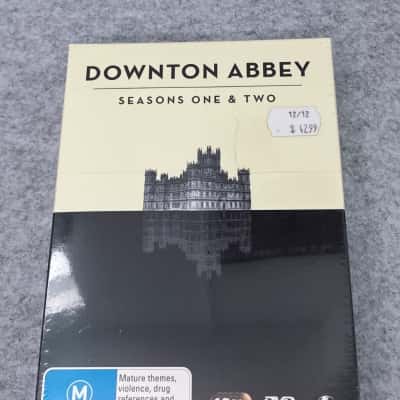 DOWNTON ABBEY
SEASONS ONE & TWO
12/12
$ 42.99
M
Mature themes,
violence, drug
references and